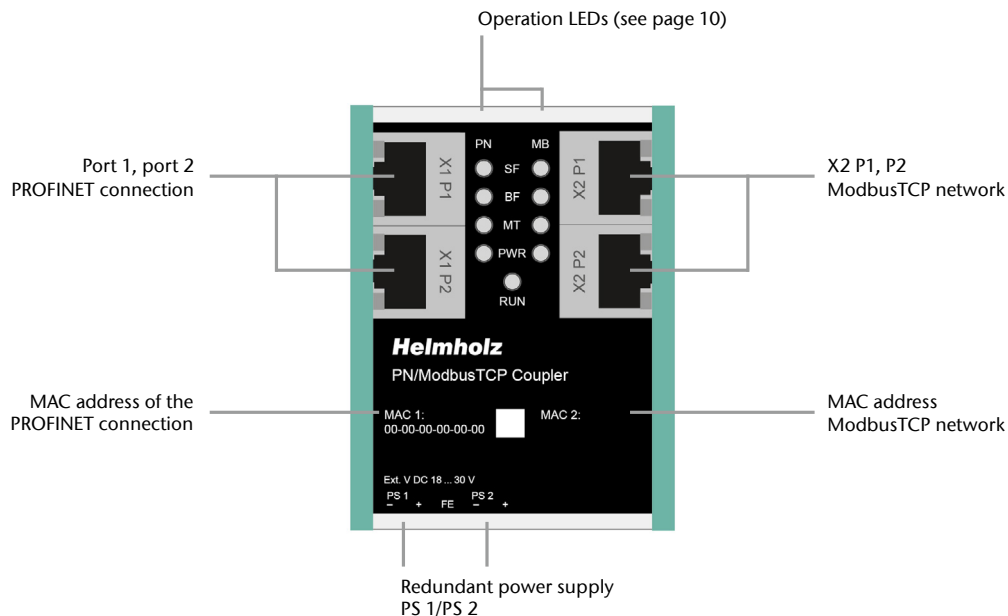 Operation LEDs (see page 10)
Port 1, port 2
PROFINET connection
X2 P1, P2
ModbusTCP network
PN MB
X1 P1
SF
X2 P1
BF
MT
X1 P2
PWR
X2 P2
RUN
Helmholz
PN/ModbusTCP Coupler
MAC address of the
PROFINET connection
MAC 1:
00-00-00-00-00-00
MAC 2:
MAC address
ModbusTCP network
Ext. V DC 18 ... 30 V
PS 1 PS 2
– + FE – +
Redundant power supply
PS 1/PS 2